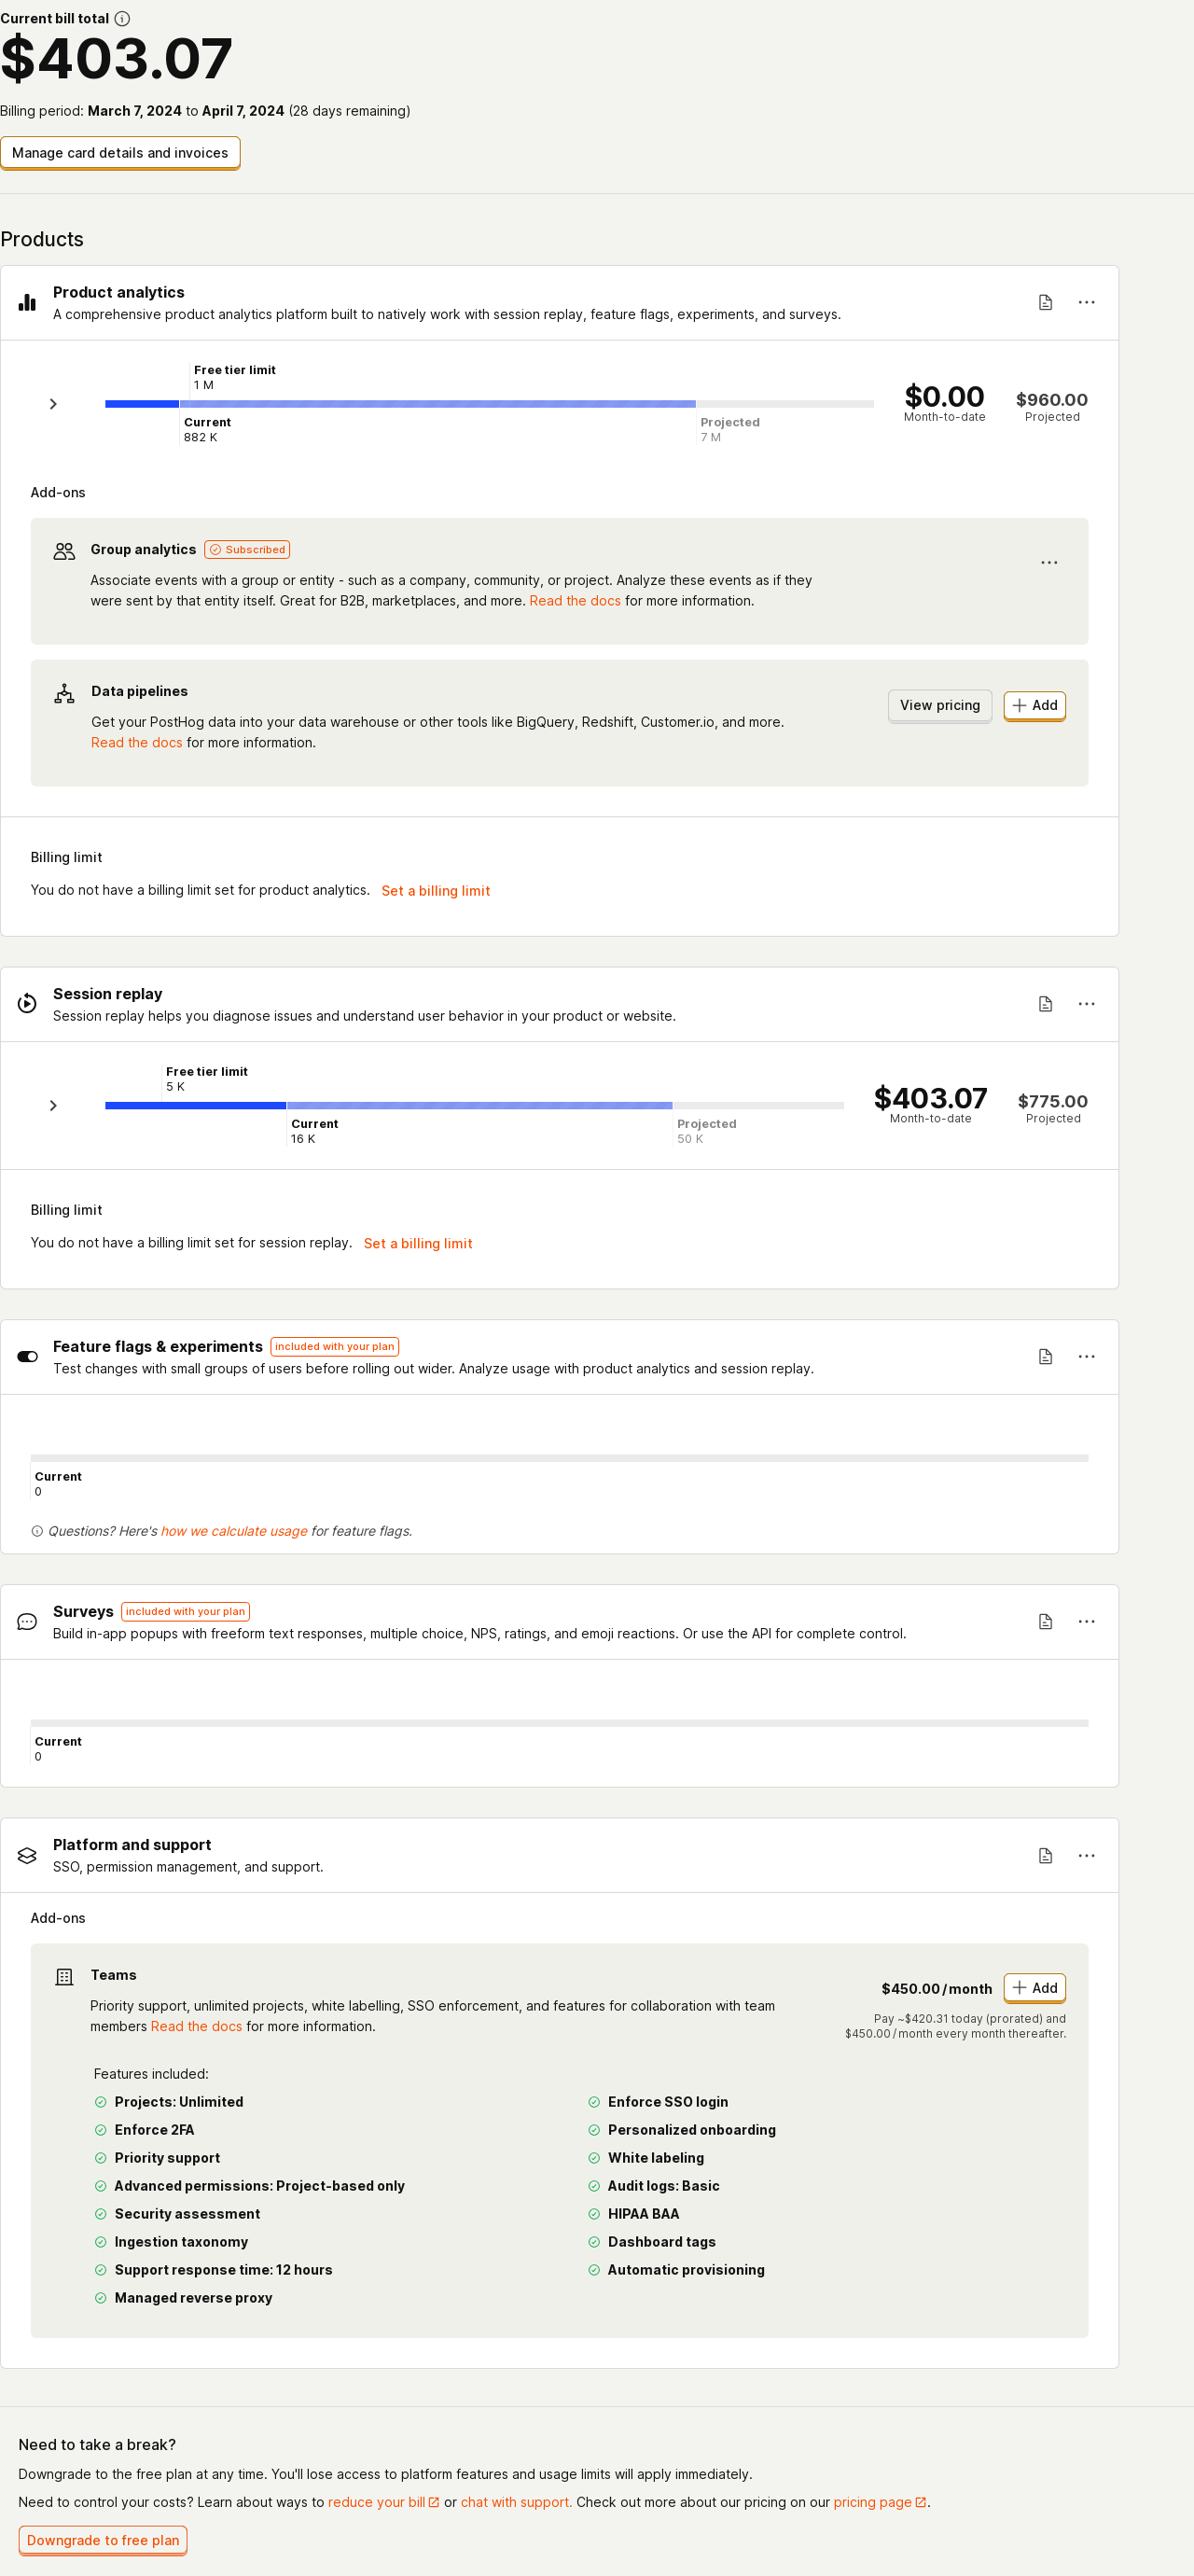 Current bill total
$403.07
Billing period: March 7, 2024 to April 7, 2024 (28 days remaining)
Manage card details and invoices
Products
Product analytics
A comprehensive product analytics platform built to natively work with session replay, feature flags, experiments, and surveys.
Free tier limit
1 M
Current
882 K
Projected
7 M
$0.00
Month-to-date
$960.00
Projected
Add-ons
Group analytics Subscribed
Associate events with a group or entity - such as a company, community, or project. Analyze these events as if they
were sent by that entity itself. Great for B2B, marketplaces, and more. Read the docs for more information.
Data pipelines
Get your PostHog data into your data warehouse or other tools like BigQuery, Redshift, Customer.io, and more.
Read the docs for more information.
View pricing
Add
Billing limit
You do not have a billing limit set for product analytics. Set a billing limit
Session replay
Session replay helps you diagnose issues and understand user behavior in your product or website.
Free tier limit
5 K
Current
16 K
Projected
50 K
$403.07
Month-to-date
$775.00
Projected
Billing limit
You do not have a billing limit set for session replay. Set a billing limit
Feature flags & experiments included with your plan
Test changes with small groups of users before rolling out wider. Analyze usage with product analytics and session replay.
Current
0
Questions? Here's how we calculate usage for feature flags.
Surveys included with your plan
Build in-app popups with freeform text responses, multiple choice, NPS, ratings, and emoji reactions. Or use the API for complete control.
Current
0
Platform and support
SSO, permission management, and support.
Add-ons
Teams
Priority support, unlimited projects, white labelling, SSO enforcement, and features for collaboration with team
members Read the docs for more information.
$450.00/month
Add
Pay ~$420.31 today (prorated) and
$450.00/month every month thereafter.
Features included:
Projects: Unlimited
Enforce 2FA
Priority support
Advanced permissions: Project-based only
Security assessment
Ingestion taxonomy
Support response time: 12 hours
Managed reverse proxy
Enforce SSO login
Personalized onboarding
White labeling
Audit logs: Basic
HIPAA BAA
Dashboard tags
Automatic provisioning
Need to take a break?
Downgrade to the free plan at any time. You'll lose access to platform features and usage limits will apply immediately.
Need to control your costs? Learn about ways to reduce your bill or chat with support. Check out more about our pricing on our pricing page.
Downgrade to free plan